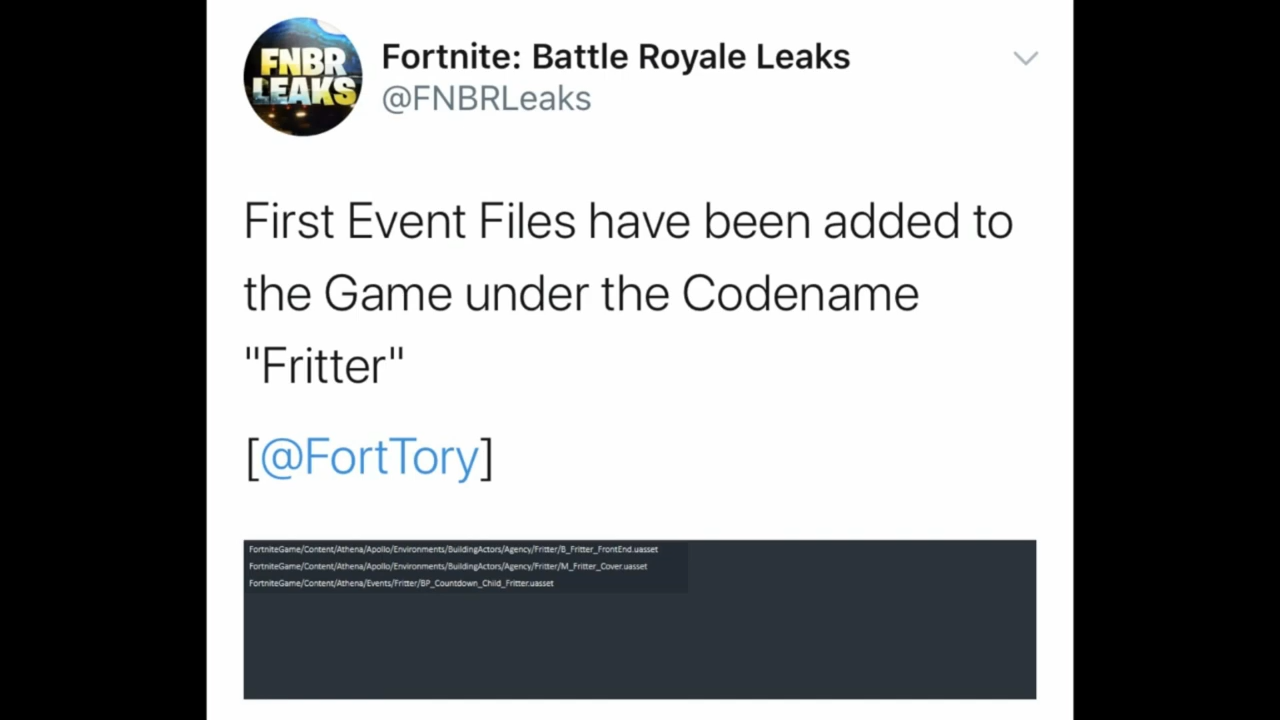 FNBR
LEAKS
Fortnite: Battle Royale Leaks
@FNBRLeaks
First Event Files have been added to
the Game under the Codename
"Fritter"
[@FortTory]
FortniteGame/Content/Athena/Apollo/Environments/BuildingActors/Agency/Fritter/B_Fritter_FrontEnd.uasset
FortniteGame/Content/Athena/Apollo/Environments/BuildingActors/Agency/Fritter/M_Fritter_Cover.uasset
FortniteGame/Content/Athena/Events/Fritter/BP_Countdown_Child_Fritter.uasset